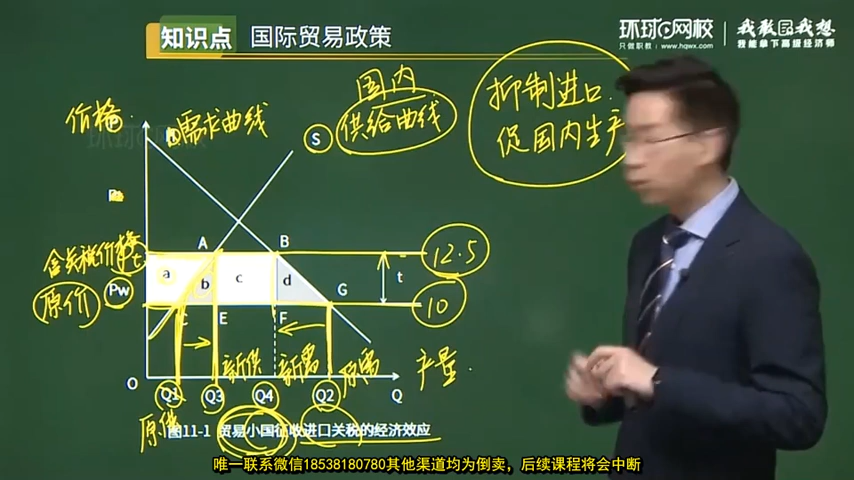 知识点 国际贸易政策
环球网校
只做职教 www.hqwx.com
我敢 我想
我能拿下高级经济师
价格
需求曲线
国内
供给曲线
抑制进口
促国内生产
S
含关税价格
A
B
12.5
a
b
c
d
t
原价
Pw
G
10
E
F
新供
新需
原需
产量
O
Q1
Q3
Q4
Q2
Q
原供
图11-1 贸易小国征收进口关税的经济效应
唯一联系微信18538180780其他渠道均为倒卖，后续课程将会中断